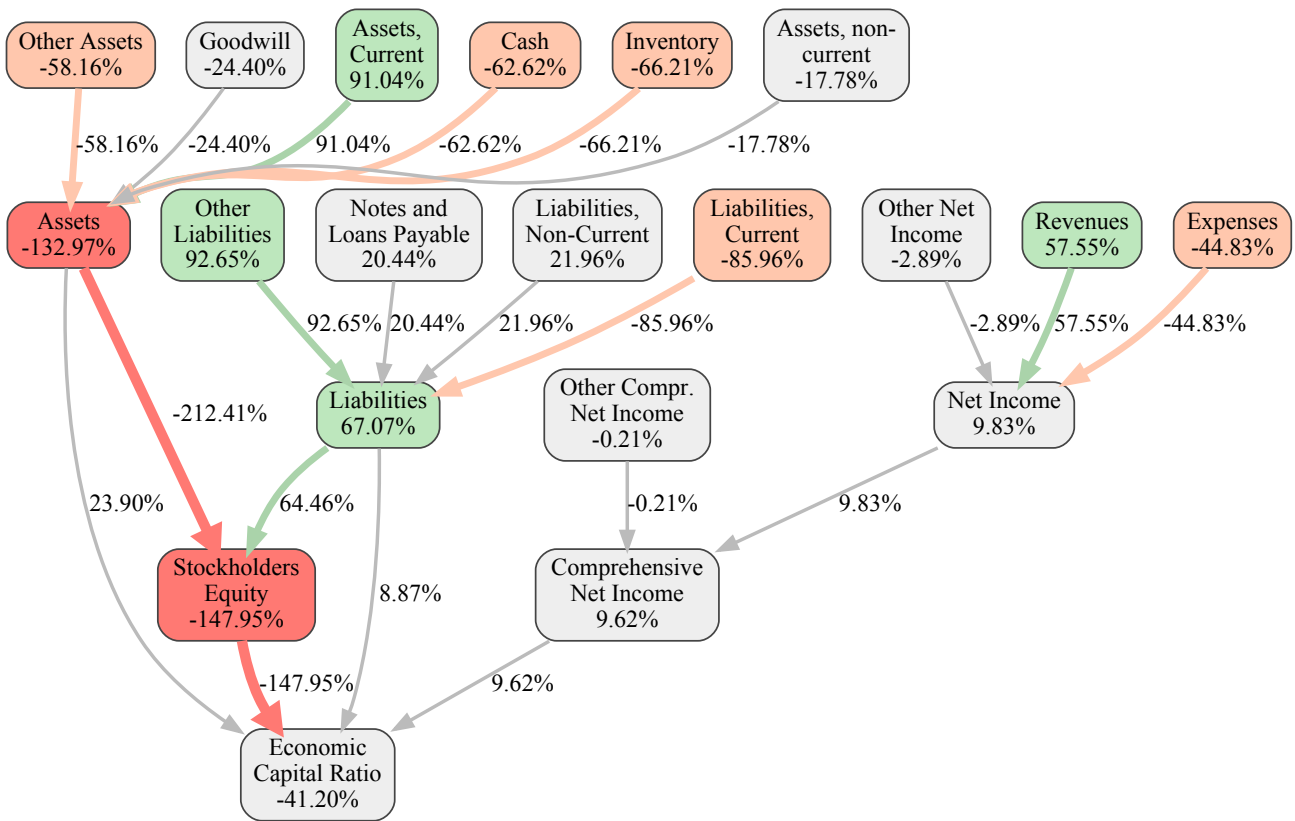 Other Assets
-58.16%
Goodwill
-24.40%
Assets,
Current
91.04%
Cash
-62.62%
Inventory
-66.21%
Assets, non-
current
-17.78%
-58.16%
-24.40%
91.04%
-62.62%
-66.21%
-17.78%
Assets
-132.97%
Other
Liabilities
92.65%
Notes and
Loans Payable
20.44%
Liabilities,
Non-Current
21.96%
Liabilities,
Current
-85.96%
Other Net
Income
-2.89%
Revenues
57.55%
Expenses
-44.83%
92.65%
20.44%
21.96%
-85.96%
-2.89%
57.55%
-44.83%
-212.41%
Liabilities
67.07%
Other Compr.
Net Income
-0.21%
Net Income
9.83%
23.90%
64.46%
-0.21%
9.83%
Stockholders
Equity
-147.95%
8.87%
Comprehensive
Net Income
9.62%
-147.95%
9.62%
Economic
Capital Ratio
-41.20%